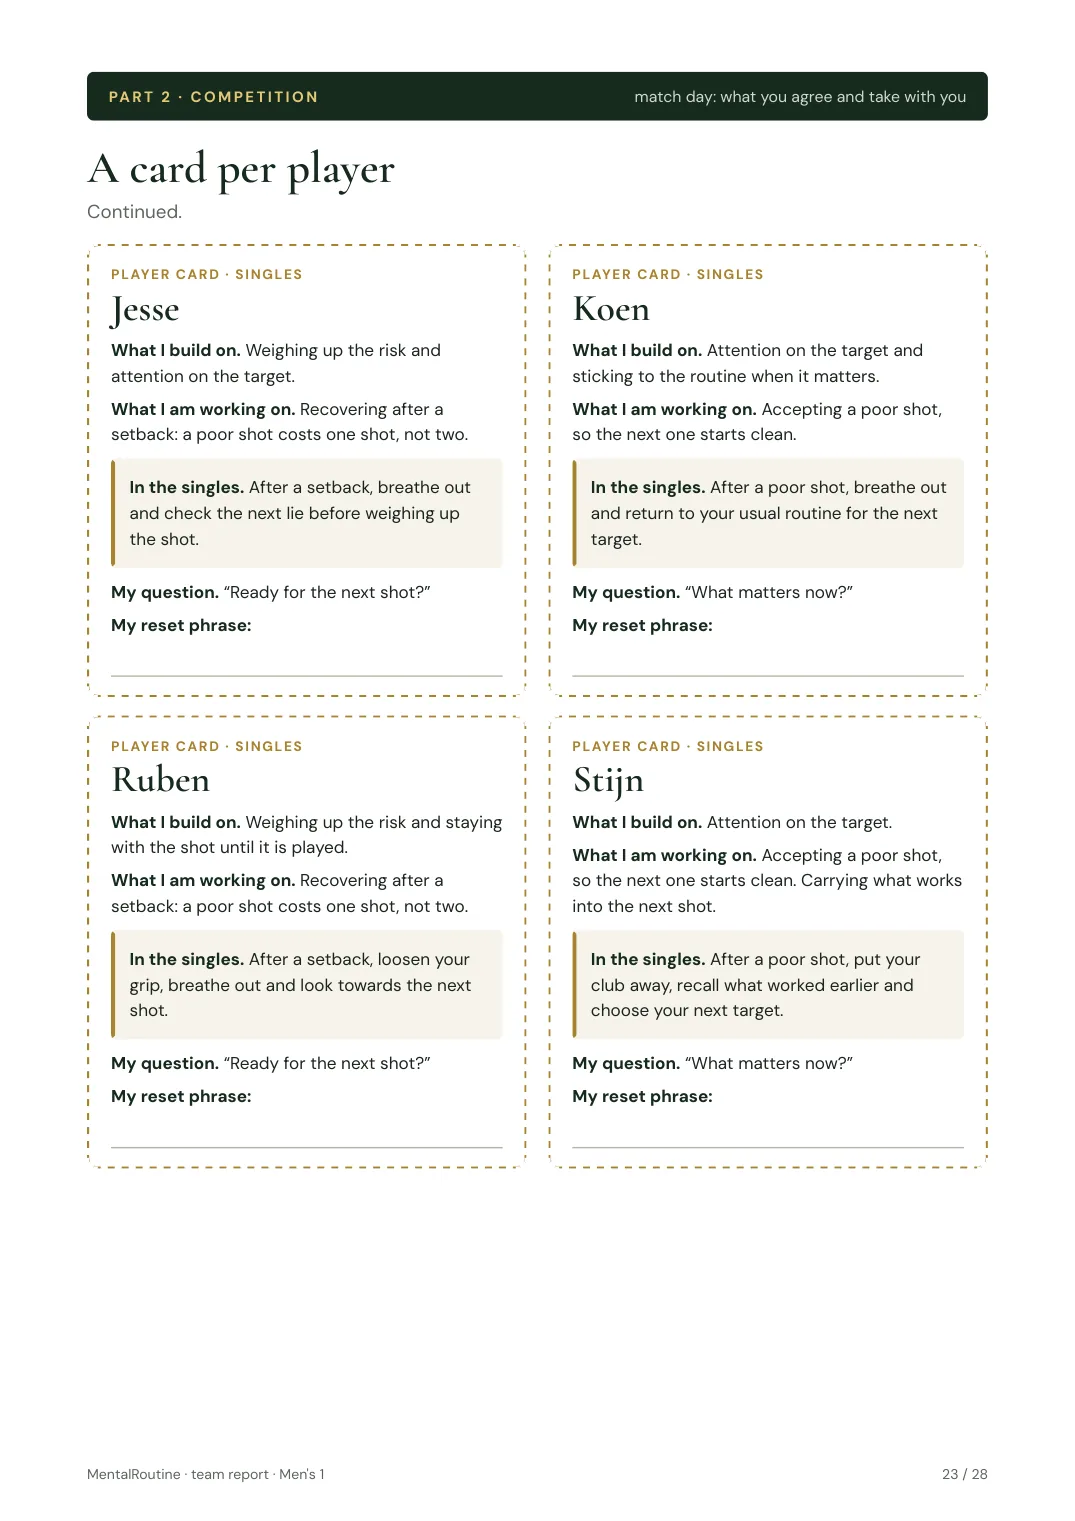 PART 2 · COMPETITION
match day: what you agree and take with you
A card per player
Continued.
PLAYER CARD · SINGLES
Jesse
What I build on. Weighing up the risk and
attention on the target.
What I am working on. Recovering after a
setback: a poor shot costs one shot, not two.
In the singles. After a setback, breathe out
and check the next lie before weighing up
the shot.
My question. “Ready for the next shot?”
My reset phrase:
PLAYER CARD · SINGLES
Koen
What I build on. Attention on the target and
sticking to the routine when it matters.
What I am working on. Accepting a poor shot,
so the next one starts clean.
In the singles. After a poor shot, breathe out
and return to your usual routine for the next
target.
My question. “What matters now?”
My reset phrase:
PLAYER CARD · SINGLES
Ruben
What I build on. Weighing up the risk and staying
with the shot until it is played.
What I am working on. Recovering after a
setback: a poor shot costs one shot, not two.
In the singles. After a setback, loosen your
grip, breathe out and look towards the next
shot.
My question. “Ready for the next shot?”
My reset phrase:
PLAYER CARD · SINGLES
Stijn
What I build on. Attention on the target.
What I am working on. Accepting a poor shot,
so the next one starts clean. Carrying what works
into the next shot.
In the singles. After a poor shot, put your
club away, recall what worked earlier and
choose your next target.
My question. “What matters now?”
My reset phrase:
MentalRoutine · team report · Men's 1
23 / 28